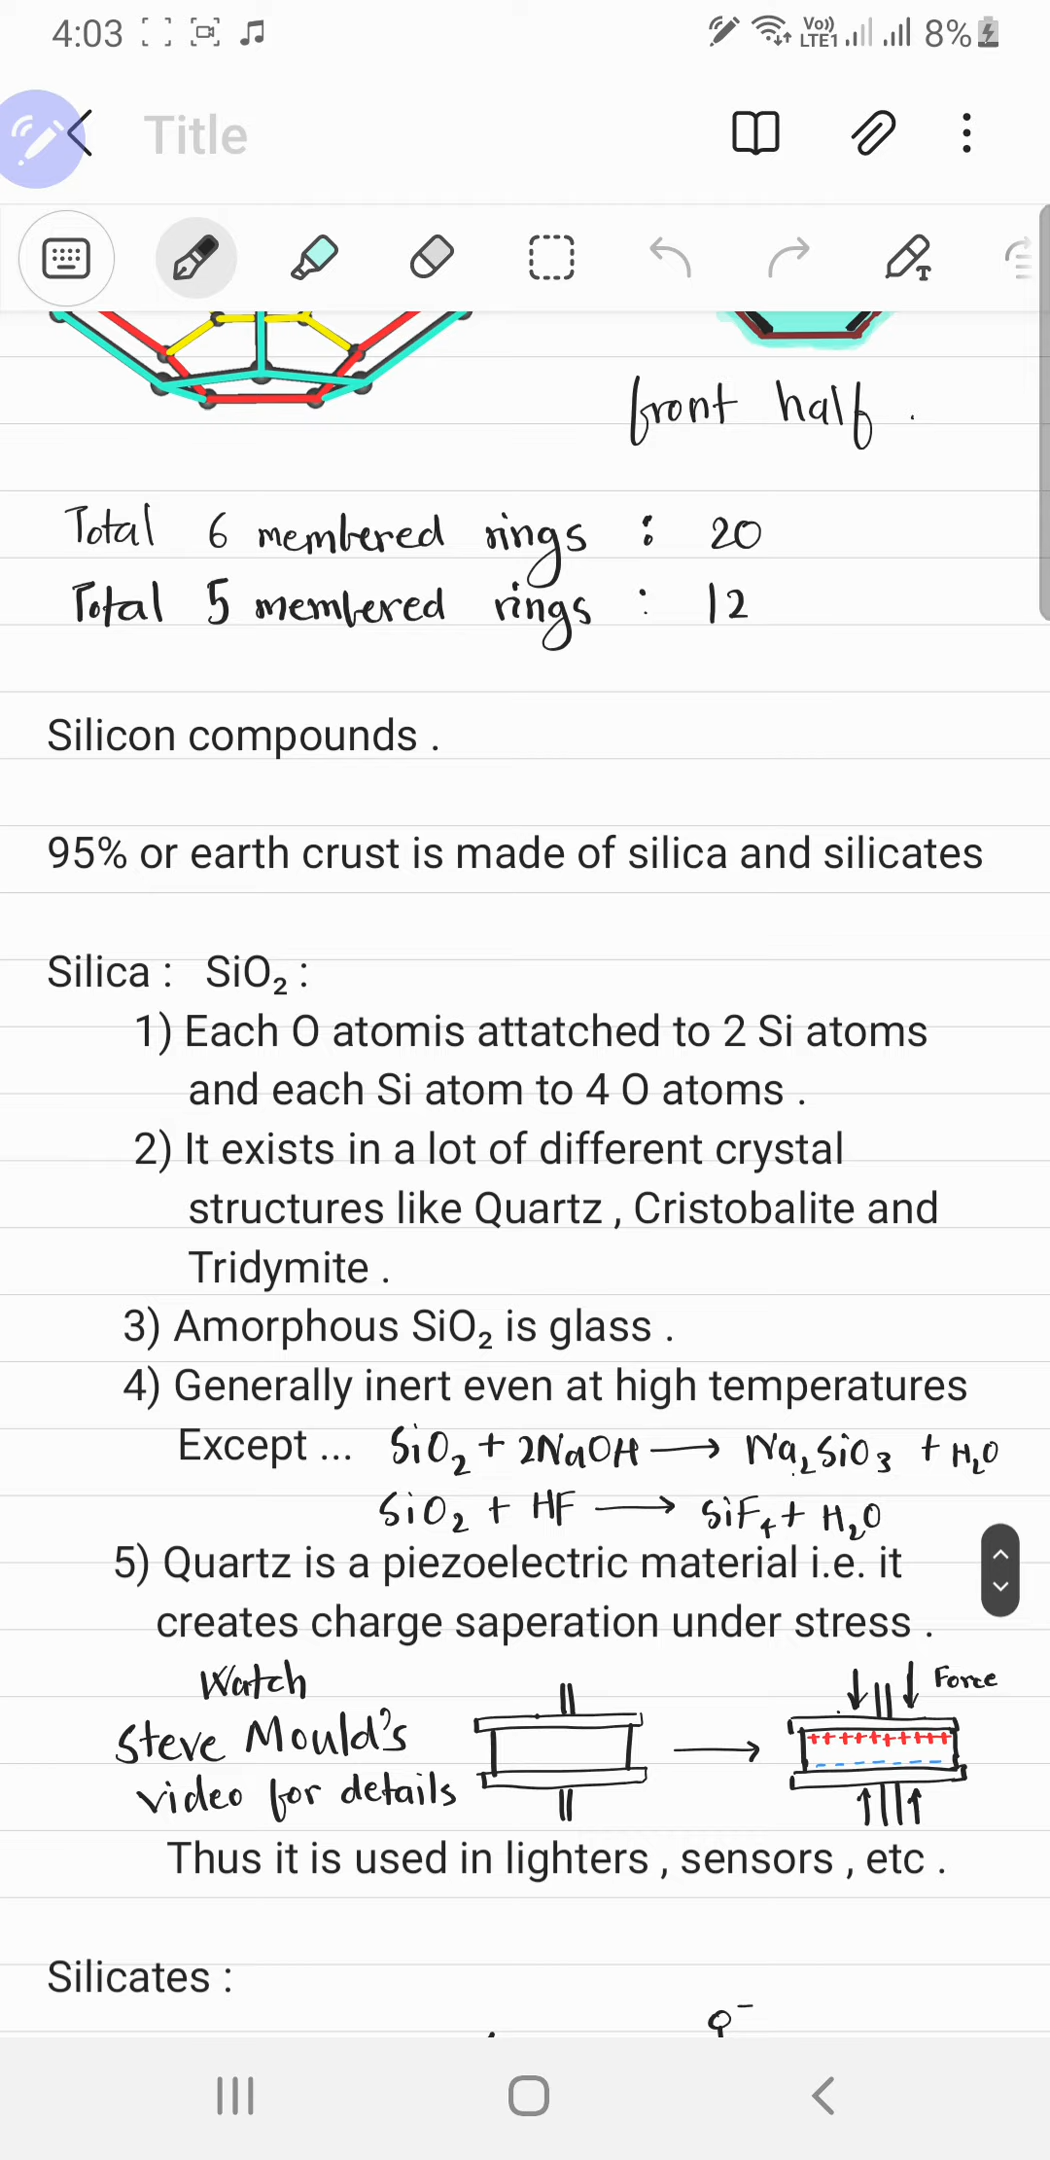 4:03
Vo))
LTE1
8%
Title
front half .
Total 6 membered rings : 20
Total 5 membered rings : 12
Silicon compounds .
95% or earth crust is made of silica and silicates
Silica : SiO₂ :
1) Each O atomis attatched to 2 Si atoms
and each Si atom to 4 O atoms .
2) It exists in a lot of different crystal
structures like Quartz , Cristobalite and
Tridymite .
3) Amorphous SiO₂ is glass .
4) Generally inert even at high temperatures
Except ... SiO₂ + 2NaOH → Na₂SiO₃ + H₂O
SiO₂ + HF → SiF₄ + H₂O
5) Quartz is a piezoelectric material i.e. it
creates charge saperation under stress .
Watch
Force
Steve Mould's
+++++++++
video for details
Thus it is used in lighters , sensors , etc .
Silicates :